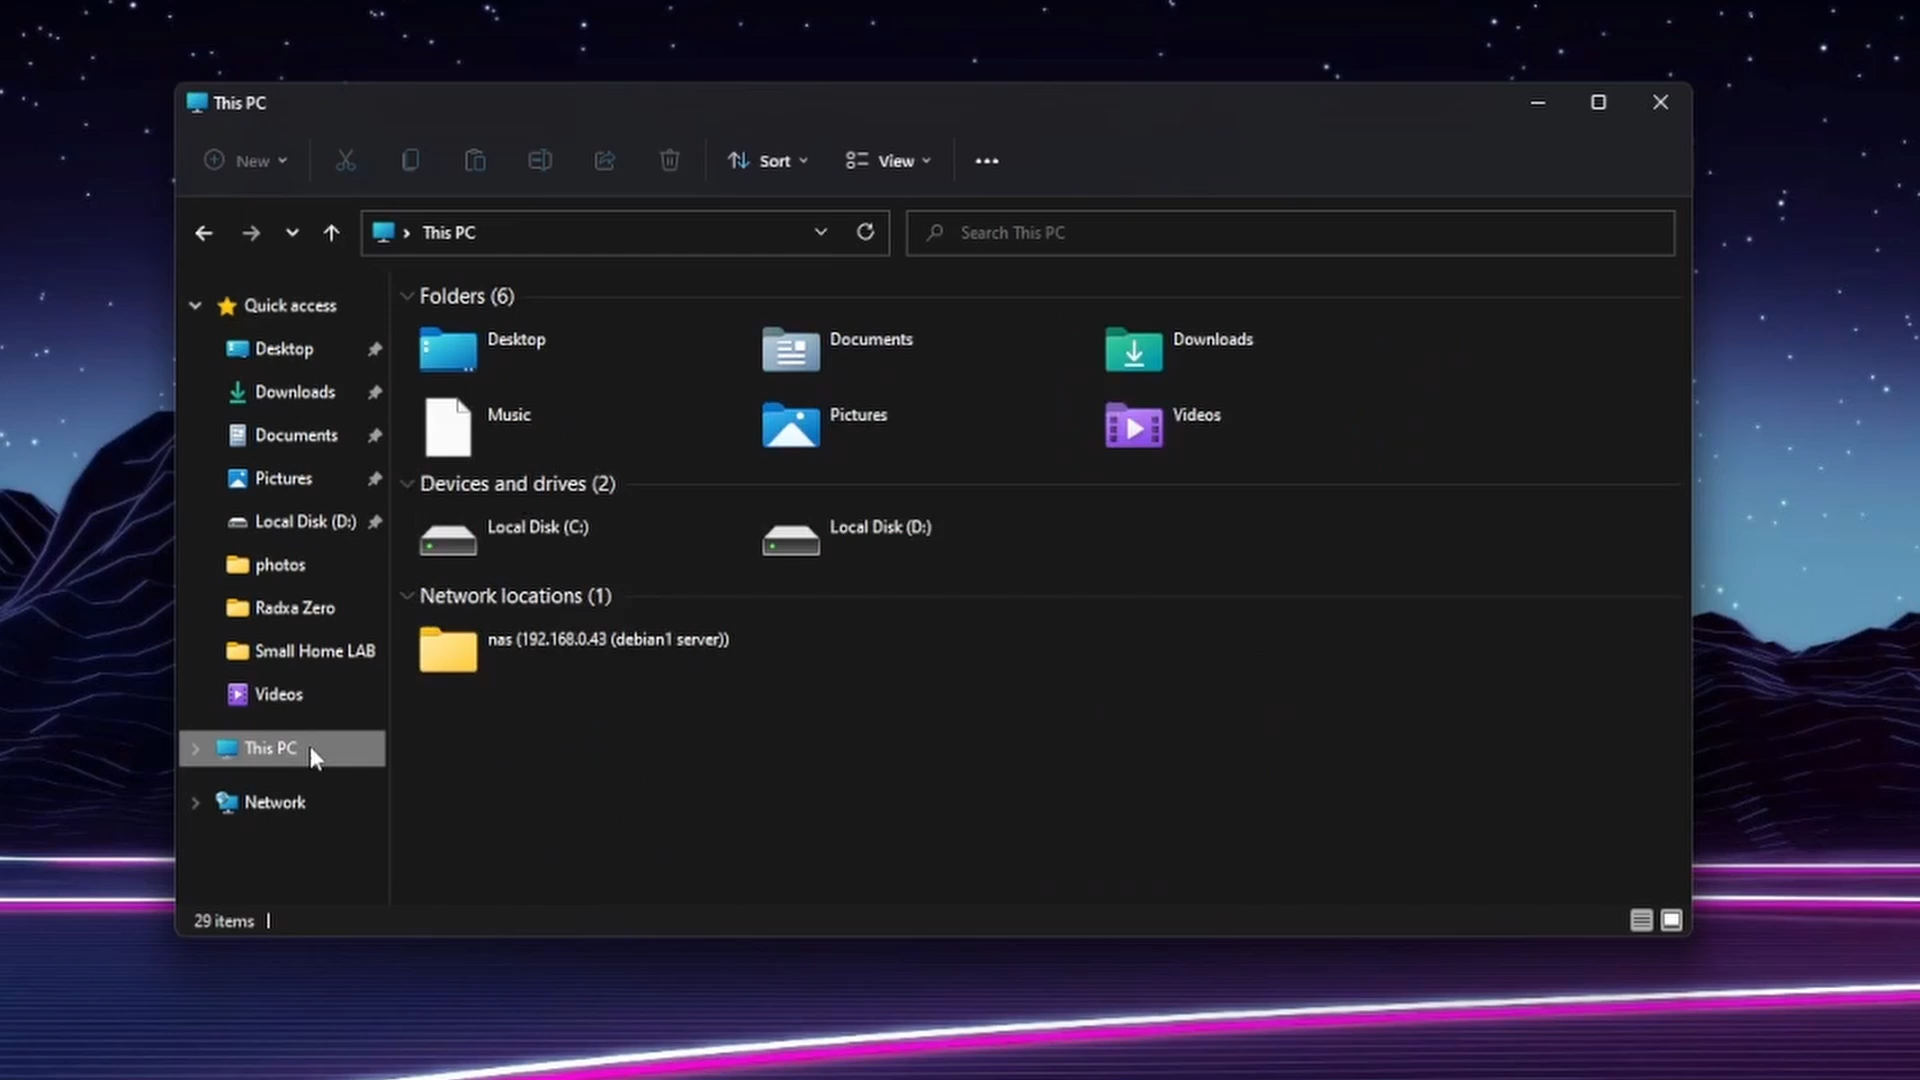 This PC
New
Sort
View
This PC
Search This PC
Quick access
Desktop
Downloads
Documents
Pictures
Local Disk (D:)
photos
Radxa Zero
Small Home LAB
Videos
This PC
Network
Folders (6)
Desktop
Documents
Downloads
Music
Pictures
Videos
Devices and drives (2)
Local Disk (C:)
Local Disk (D:)
Network locations (1)
nas (192.168.0.43 (debian1 server))
29 items